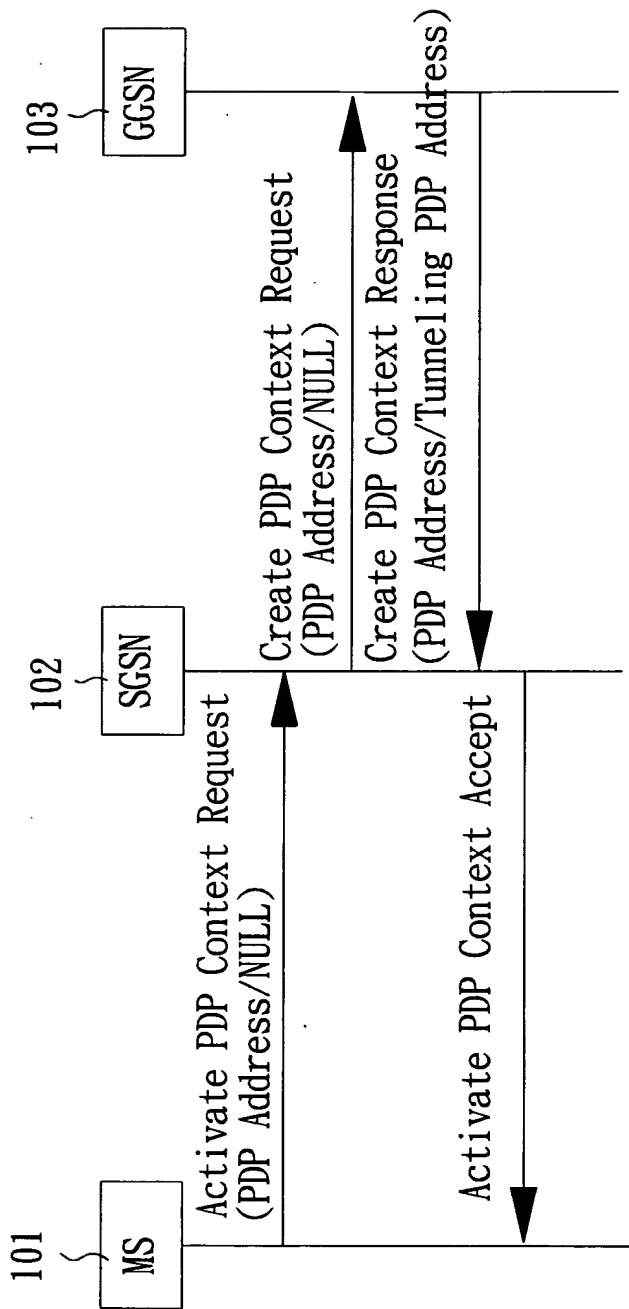 101
MS
102
SGSN
103
GGSN
Activate PDP Context Request
(PDP Address/NULL)
Create PDP Context Request
(PDP Address/NULL)
Create PDP Context Response
(PDP Address/Tunneling PDP Address)
Activate PDP Context Accept